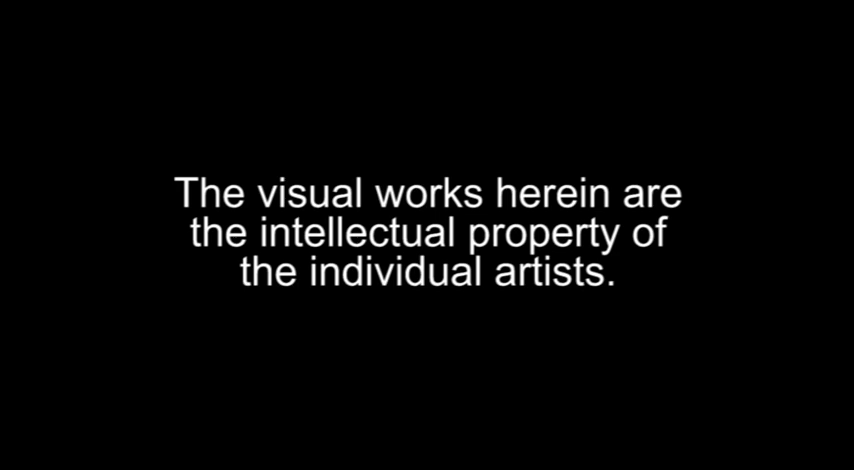 The visual works herein are
the intellectual property of
the individual artists.